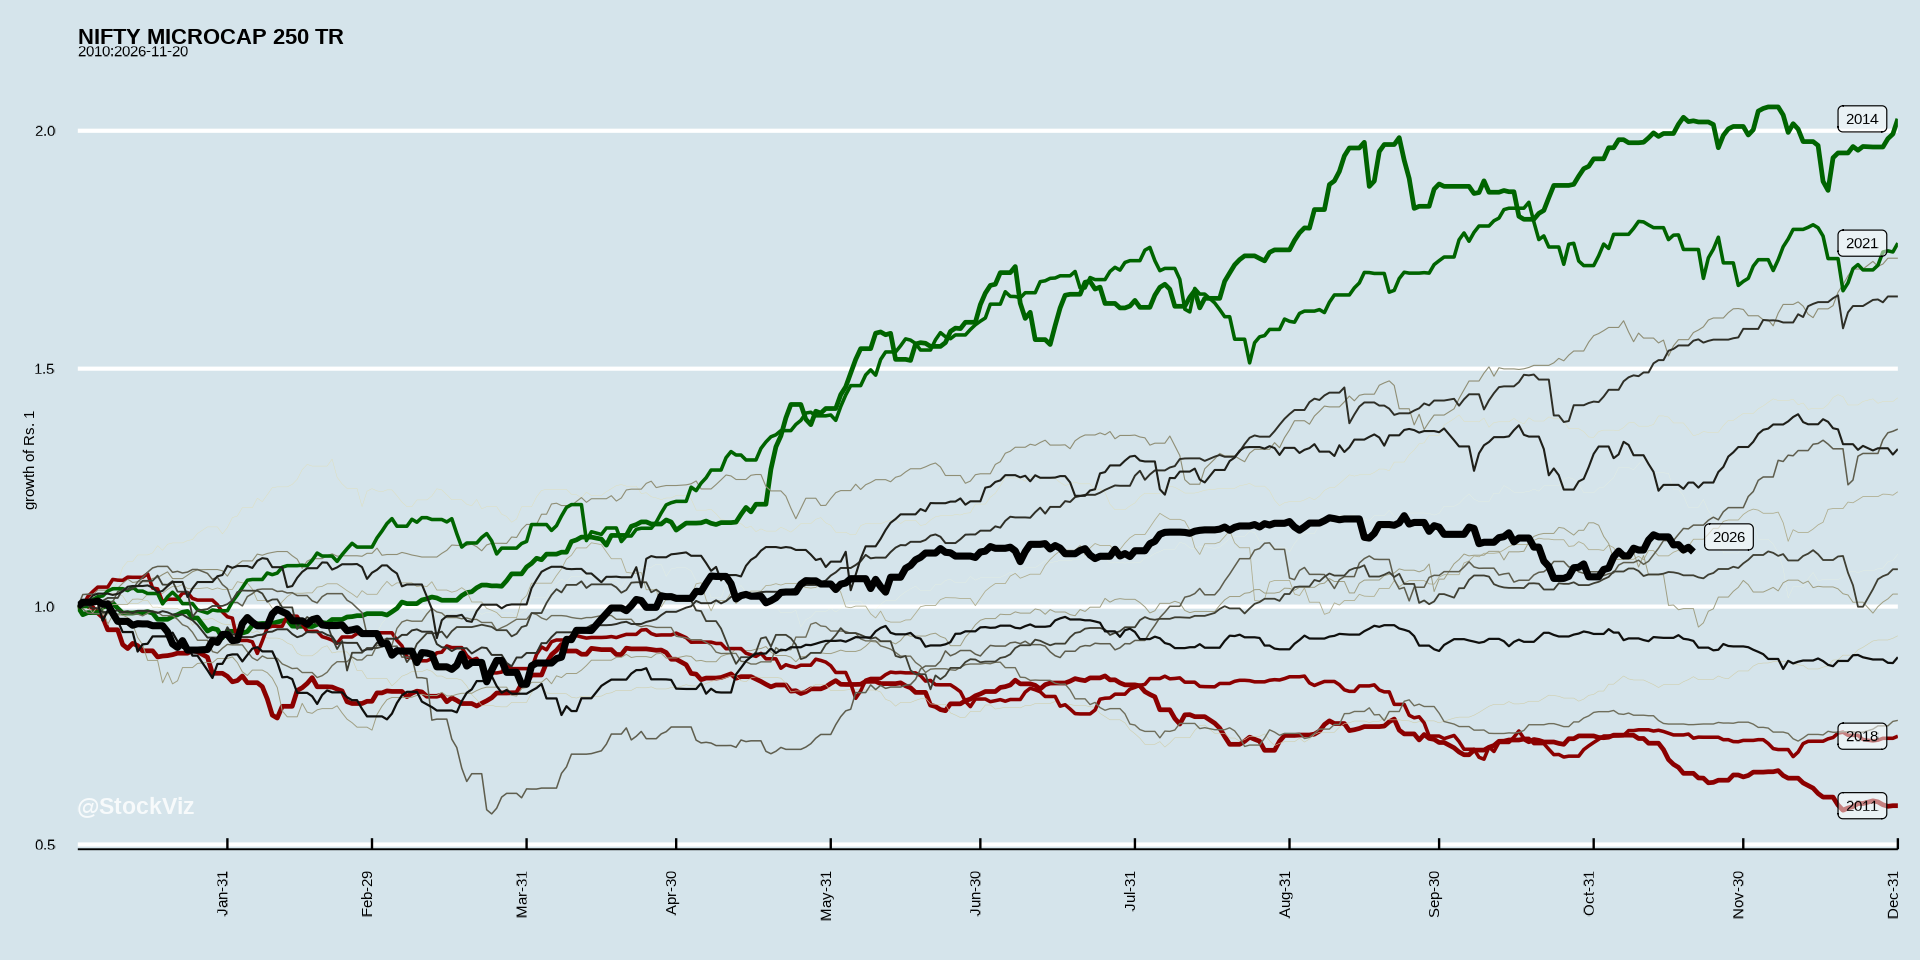 NIFTY MICROCAP 250 TR
2010:2026-11-20
2.0
1.5
1.0
0.5
growth of Rs. 1
2014
2021
2026
2018
2011
@StockViz
Jan-31
Feb-29
Mar-31
Apr-30
May-31
Jun-30
Jul-31
Aug-31
Sep-30
Oct-31
Nov-30
Dec-31